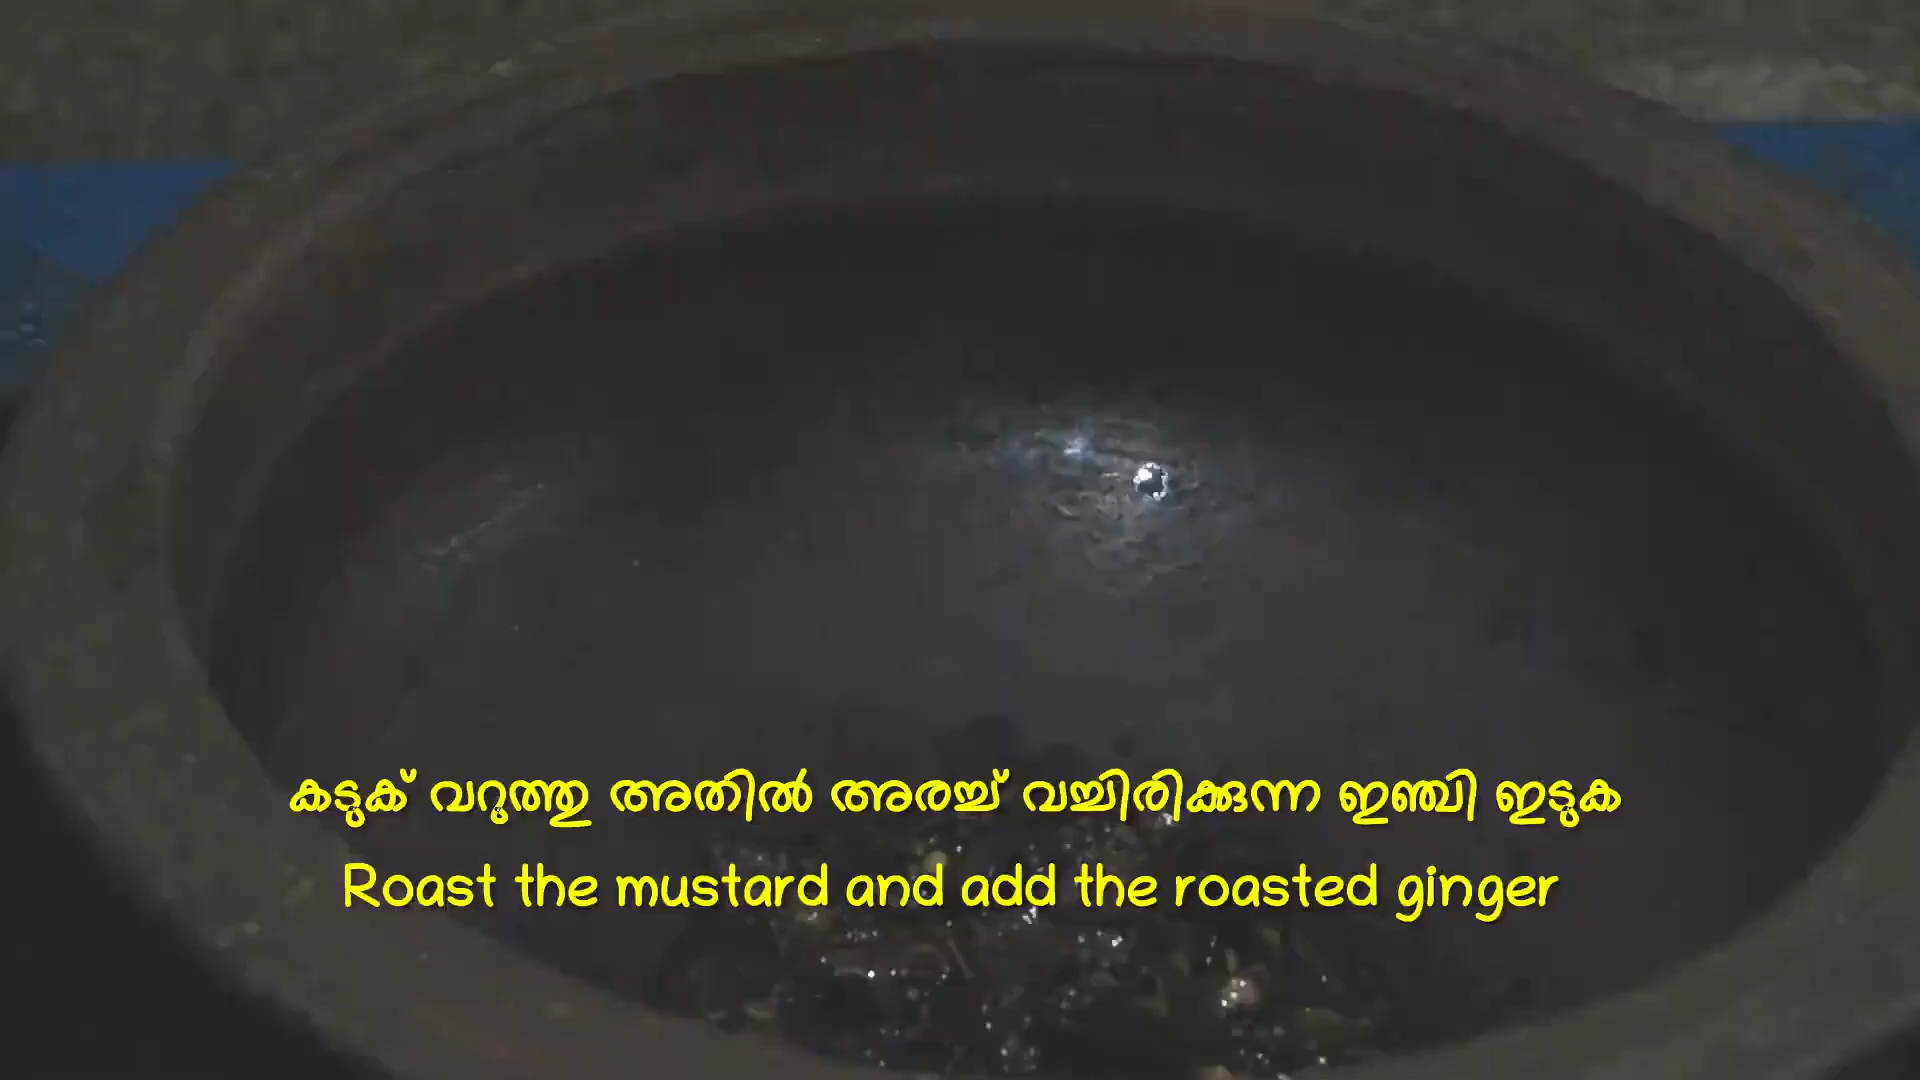 കടുക് വറുത്തു അതിൽ അരച്ച് വച്ചിരിക്കുന്ന ഇഞ്ചി ഇടുക
Roast the mustard and add the roasted ginger